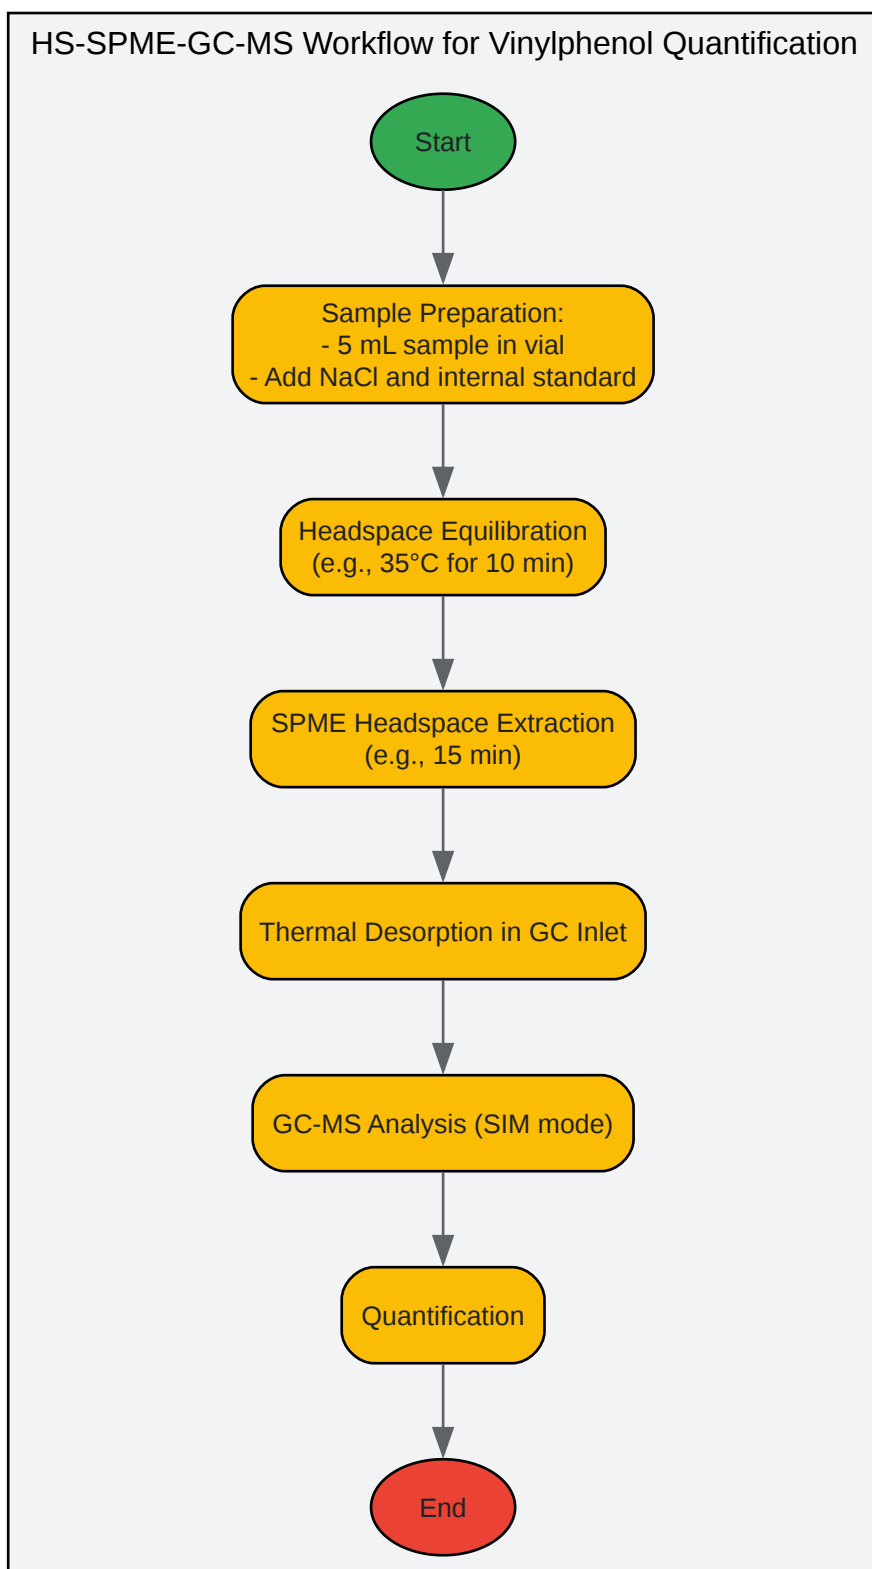 HS-SPME-GC-MS Workflow for Vinylphenol Quantification
Start
Sample Preparation:
- 5 mL sample in vial
- Add NaCl and internal standard
Headspace Equilibration
(e.g., 35°C for 10 min)
SPME Headspace Extraction
(e.g., 15 min)
Thermal Desorption in GC Inlet
GC-MS Analysis (SIM mode)
Quantification
End